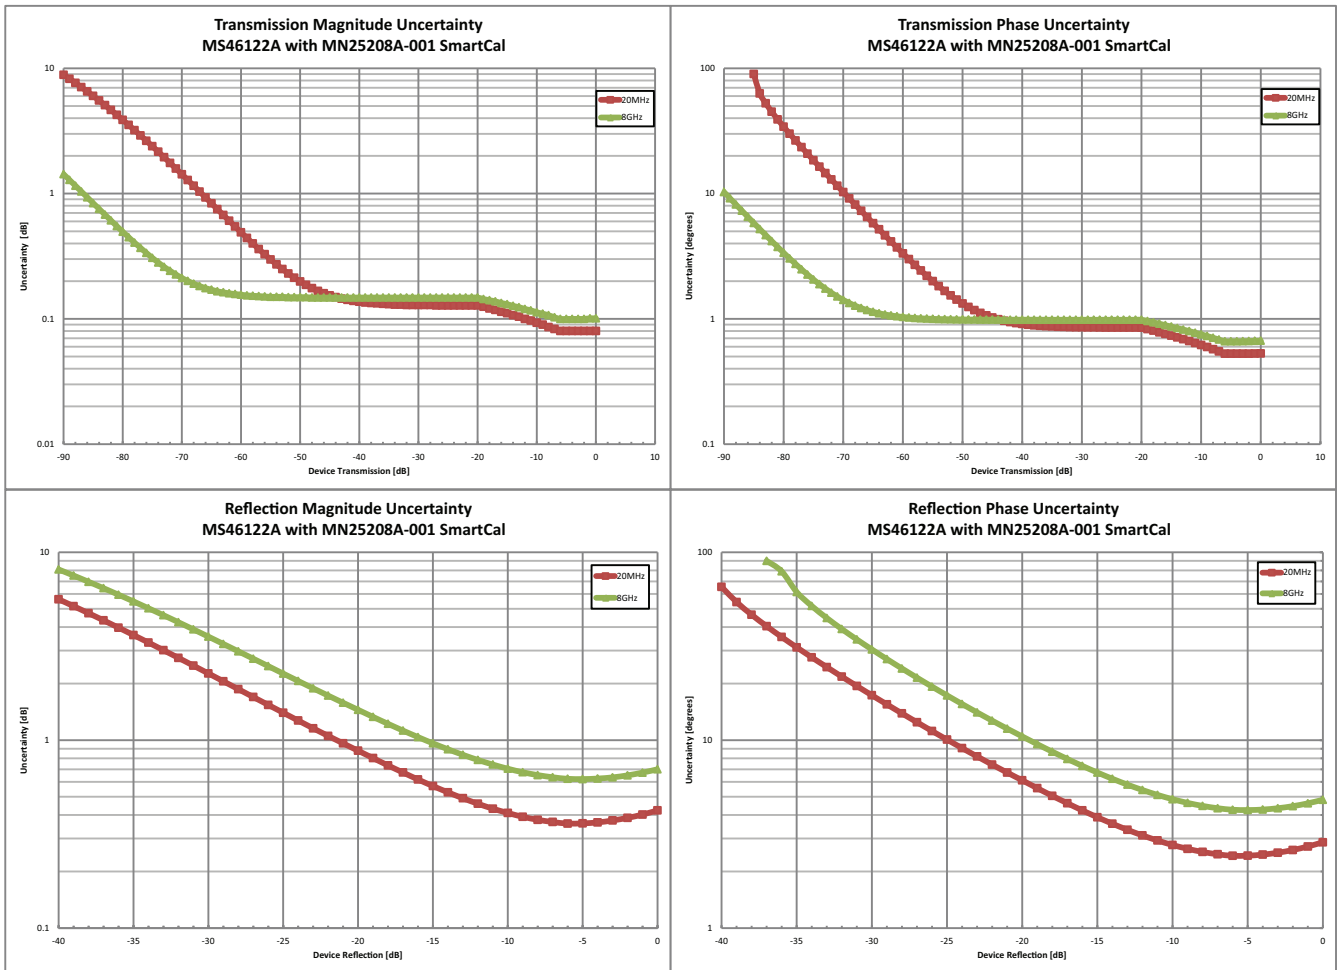 Transmission Magnitude Uncertainty
MS46122A with MN25208A-001 SmartCal
10
1
0.1
0.01
Uncertainty [dB]
20MHz
8GHz
-90 -80 -70 -60 -50 -40 -30 -20 -10 0 10
Device Transmission [dB]
Transmission Phase Uncertainty
MS46122A with MN25208A-001 SmartCal
100
10
1
0.1
Uncertainty [degrees]
20MHz
8GHz
-90 -80 -70 -60 -50 -40 -30 -20 -10 0 10
Device Transmission [dB]
Reflection Magnitude Uncertainty
MS46122A with MN25208A-001 SmartCal
10
1
0.1
Uncertainty [dB]
20MHz
8GHz
-40 -35 -30 -25 -20 -15 -10 -5 0
Device Reflection [dB]
Reflection Phase Uncertainty
MS46122A with MN25208A-001 SmartCal
100
10
1
Uncertainty [degrees]
20MHz
8GHz
-40 -35 -30 -25 -20 -15 -10 -5 0
Device Reflection [dB]